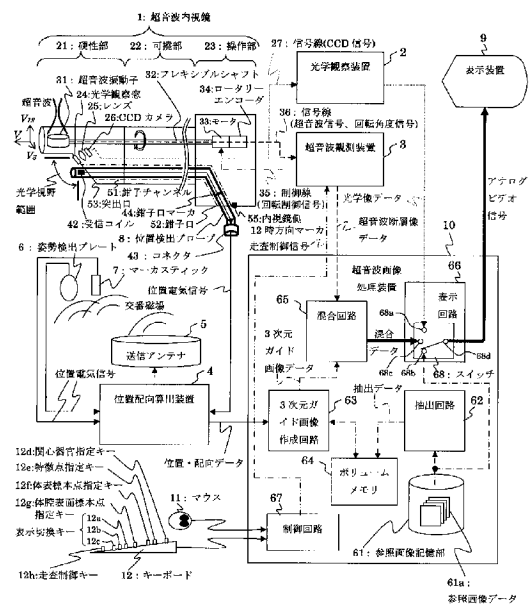 1: 超音波内視鏡
21: 硬性部
22: 可撓部
23: 操作部
31: 超音波振動子
24: 光学観察窓
25: レンズ
26: CCDカメラ
32: フレキシブルシャフト
34: ロータリー
エンコーダ
33: モータ
超音波
27: 信号線(CCD信号)
2
光学観察装置
36: 信号線
(超音波信号、回転角度信号)
超音波観測装置
3
9
表示装置
光学視野
範囲
53: 突出口
42: 受信コイル
51: 鉗子チャンネル
44: 鉗子口マーカ
52: 鉗子口
8: 位置検出プローブ
43: コネクタ
55: 内視鏡側
12時方向マーカ
35: 制御線
(回転制御信号)
走査制御信号
光学像データ
超音波断層像
データ
アナログ
ビデオ
信号
6: 姿勢検出プレート
7: マーカスティック
位置電気信号
交番磁場
5
送信アンテナ
4
位置配向算出装置
位置電気信号
位置・配向データ
10
超音波画像
処理装置
65
混合回路
66
表示
回路
68a
68b
68c
68d
68: スイッチ
混合
データ
3次元
ガイド
画像データ
3次元ガ
イド画像
作成回路
63
抽出データ
抽出回路
62
64
ボリューム
メモリ
67
制御回路
61: 参照画像記憶部
61a:
参照画像データ
12d: 関心器官指定キー
12e: 特徴点指定キー
12f: 体表標本点指定キー
12g: 体腔表面標本点
指定キー
表示切換キー
12a
12b
12c
11: マウス
12: キーボード
12h: 走査制御キー